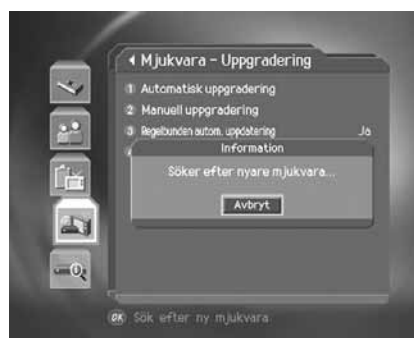 Mjukvara - Uppgradering
1 Automatisk uppgradering
2 Manuell uppgradering
3 Regelbunden autom. uppdatering Ja
Information
Söker efter nyare mjukvara...
Avbryt
OK Sök efter ny mjukvara